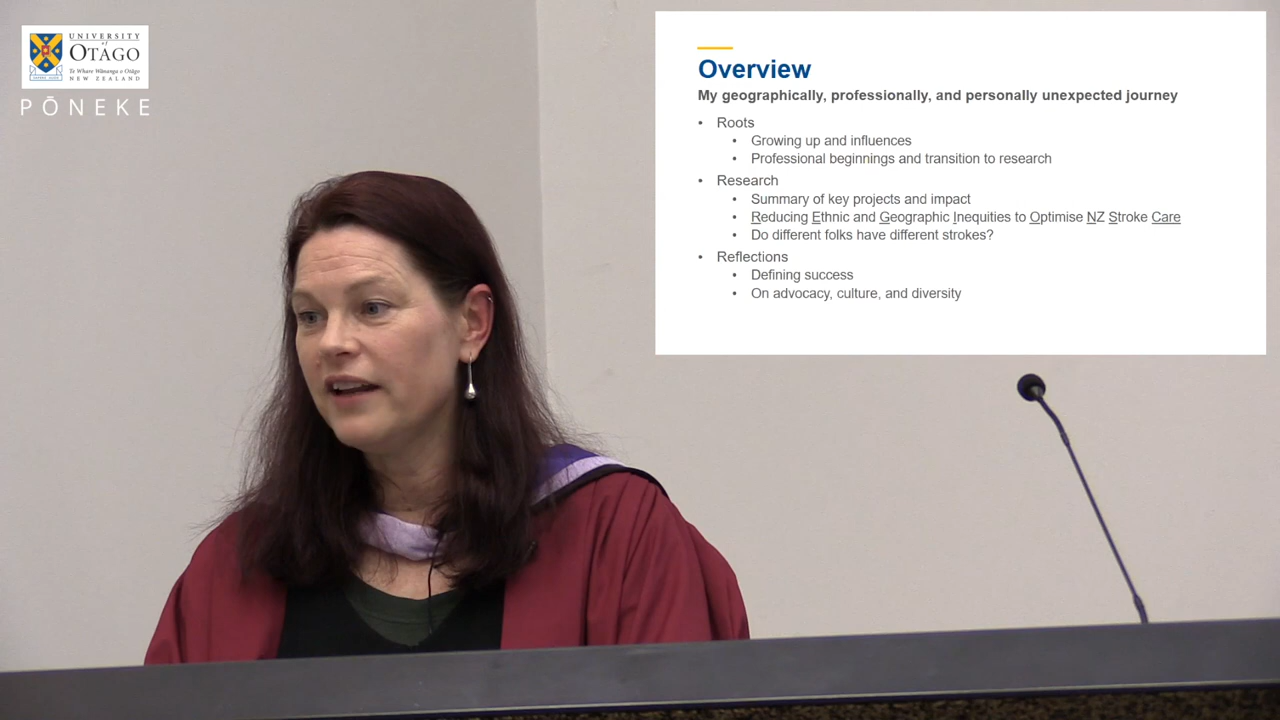 UNIVERSITY
of
OTAGO
Te Whare Wānanga o Otāgo
NEW ZEALAND
PŌNEKE
Overview
My geographically, professionally, and personally unexpected journey
• Roots
• Growing up and influences
• Professional beginnings and transition to research
• Research
• Summary of key projects and impact
• Reducing Ethnic and Geographic Inequities to Optimise NZ Stroke Care
• Do different folks have different strokes?
• Reflections
• Defining success
• On advocacy, culture, and diversity